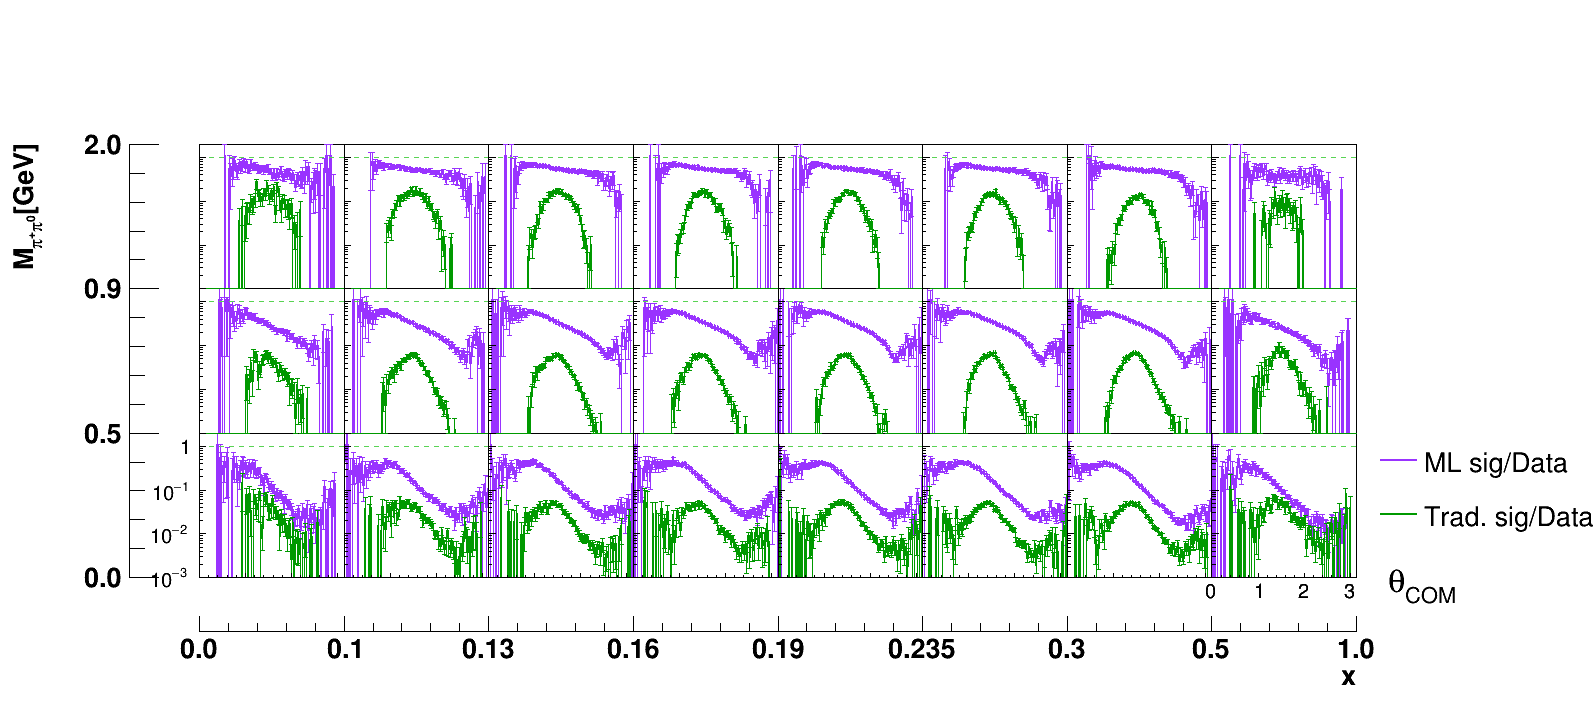 M π⁺π⁰ [GeV]
2.0
0.9
0.5
0.0
1
10⁻¹
10⁻²
10⁻³
ML sig/Data
Trad. sig/Data
0 1 2 3
θ_COM
0.0 0.1 0.13 0.16 0.19 0.235 0.3 0.5 1.0
x